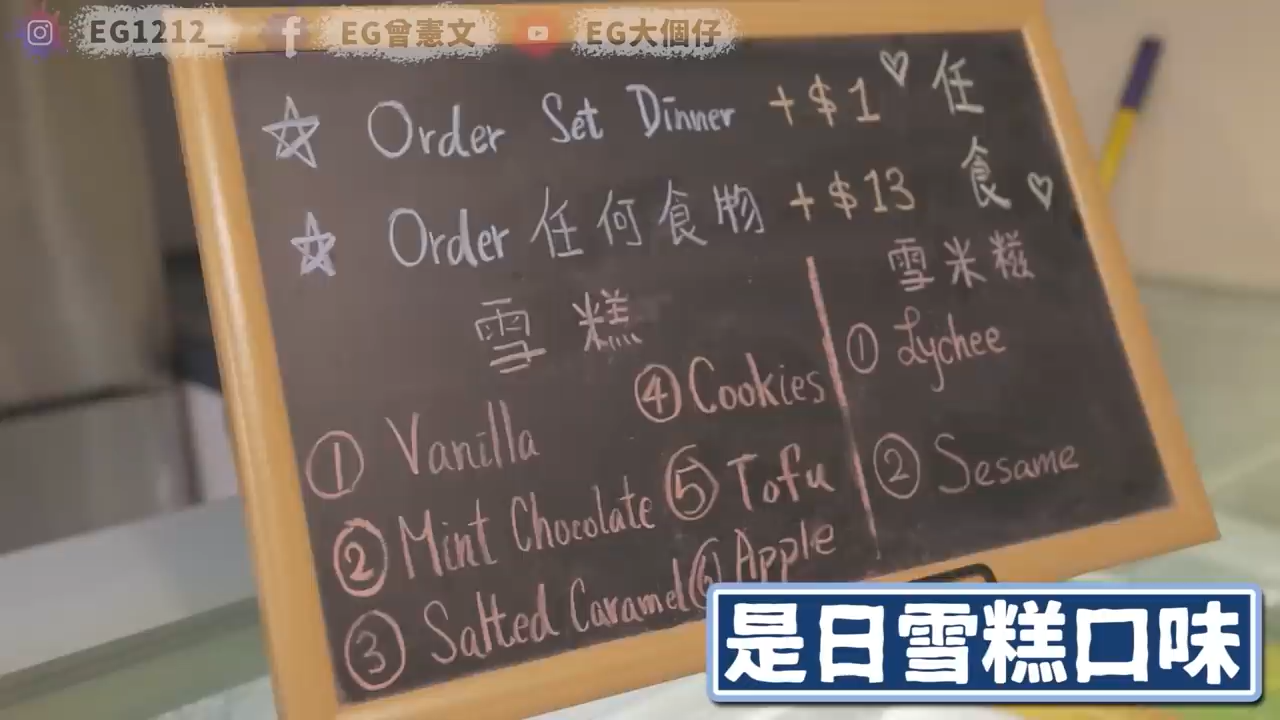 EG1212_ EG曾憲文 EG大個仔
Order Set Dinner +$1 任食
Order 任何食物 +$13
雪糕
① Vanilla
② Mint Chocolate
③ Salted Caramel
④ Cookies
⑤ Tofu
⑥ Apple
雪米糍
① Lychee
② Sesame
是日雪糕口味